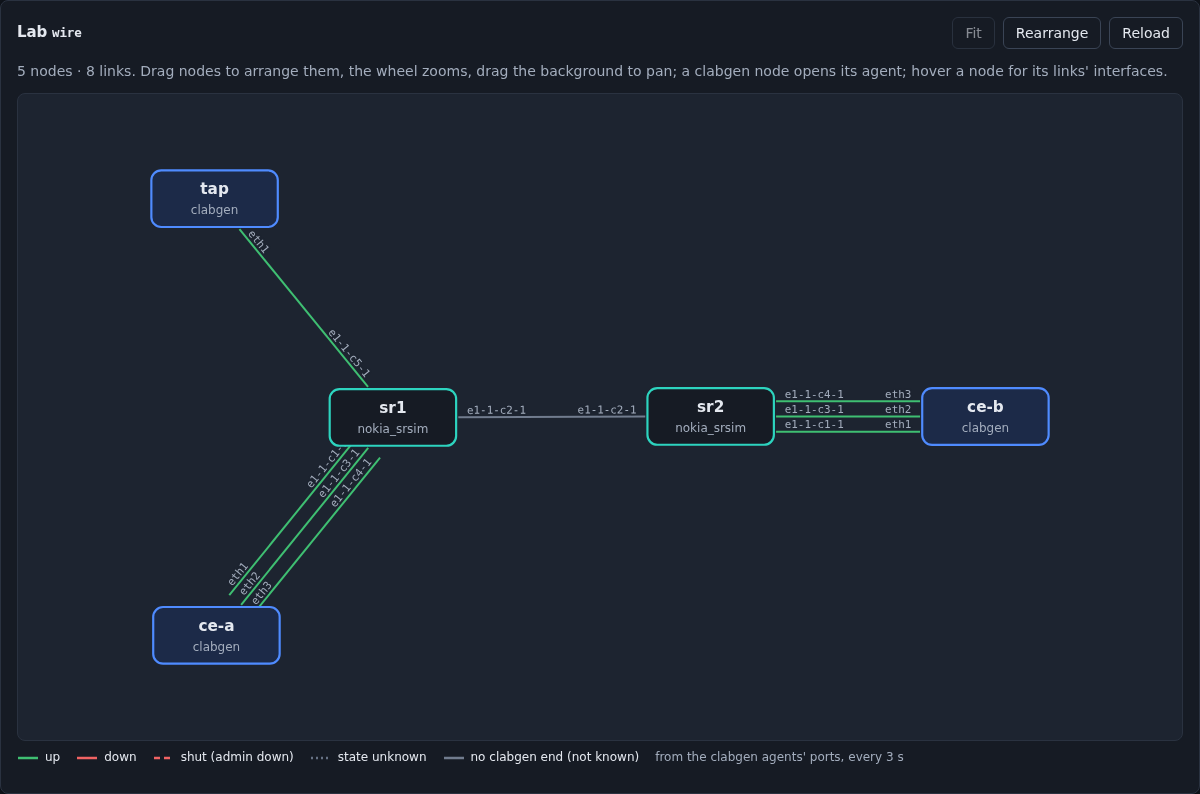 Lab wire
Fit
Rearrange
Reload
5 nodes · 8 links. Drag nodes to arrange them, the wheel zooms, drag the background to pan; a clabgen node opens its agent; hover a node for its links' interfaces.
tap
clabgen
eth1
e1-1-c5-1
sr1
nokia_srsim
e1-1-c2-1
e1-1-c2-1
sr2
nokia_srsim
e1-1-c4-1
eth3
e1-1-c3-1
eth2
e1-1-c1-1
eth1
ce-b
clabgen
e1-1-c3-1
e1-1-c4-1
eth1
eth2
eth3
ce-a
clabgen
up
down
shut (admin down)
state unknown
no clabgen end (not known)
from the clabgen agents' ports, every 3 s